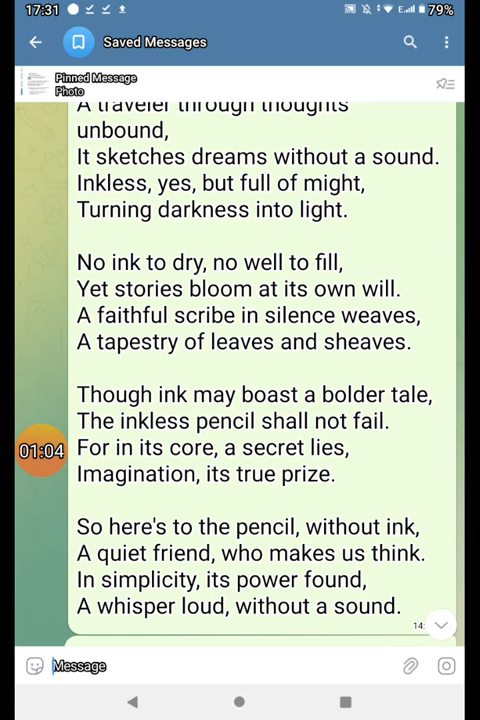 17:31
79%
Saved Messages
Pinned Message
Photo
A traveler through thoughts
unbound,
It sketches dreams without a sound.
Inkless, yes, but full of might,
Turning darkness into light.
No ink to dry, no well to fill,
Yet stories bloom at its own will.
A faithful scribe in silence weaves,
A tapestry of leaves and sheaves.
Though ink may boast a bolder tale,
The inkless pencil shall not fail.
For in its core, a secret lies,
Imagination, its true prize.
01:04
So here's to the pencil, without ink,
A quiet friend, who makes us think.
In simplicity, its power found,
A whisper loud, without a sound.
14:
Message